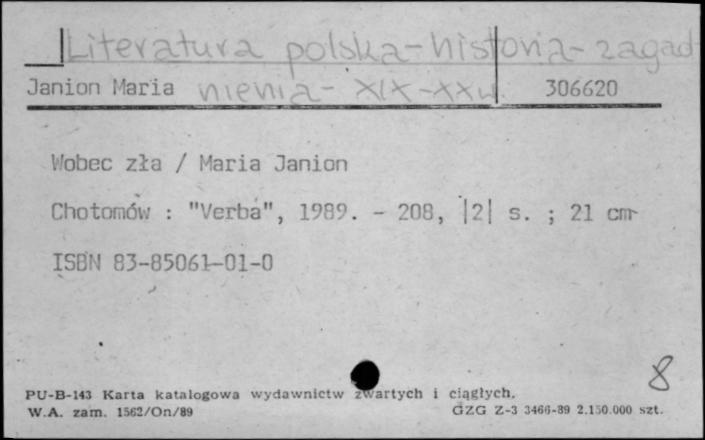 Literatura polska - historia - zagad
Janion Maria nienia - XIX - XX w. 306620
Wobec zła / Maria Janion
Chotomów : "Verba", 1989. - 208, |2| s. ; 21 cm
ISBN 83-85061-01-0
8
PU-B-143 Karta katalogowa wydawnictw zwartych i ciągłych.
W.A. zam. 1562/On/89 GZG Z-3 3466-89 2.150.000 szt.